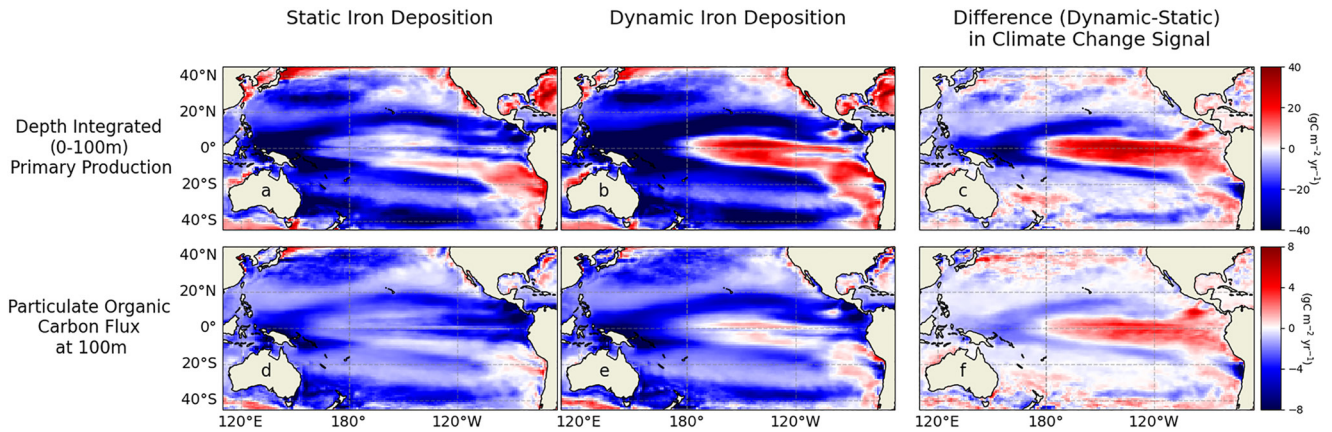 Static Iron Deposition
Dynamic Iron Deposition
Difference (Dynamic-Static)
in Climate Change Signal
Depth Integrated
(0-100m)
Primary Production
40°N
20°N
0°
20°S
40°S
a
b
c
40
20
0
−20
−40
(gC m⁻² yr⁻¹)
Particulate Organic
Carbon Flux
at 100m
40°N
20°N
0°
20°S
40°S
d
e
f
8
4
0
−4
−8
(gC m⁻² yr⁻¹)
120°E
180°
120°W
120°E
180°
120°W
120°E
180°
120°W